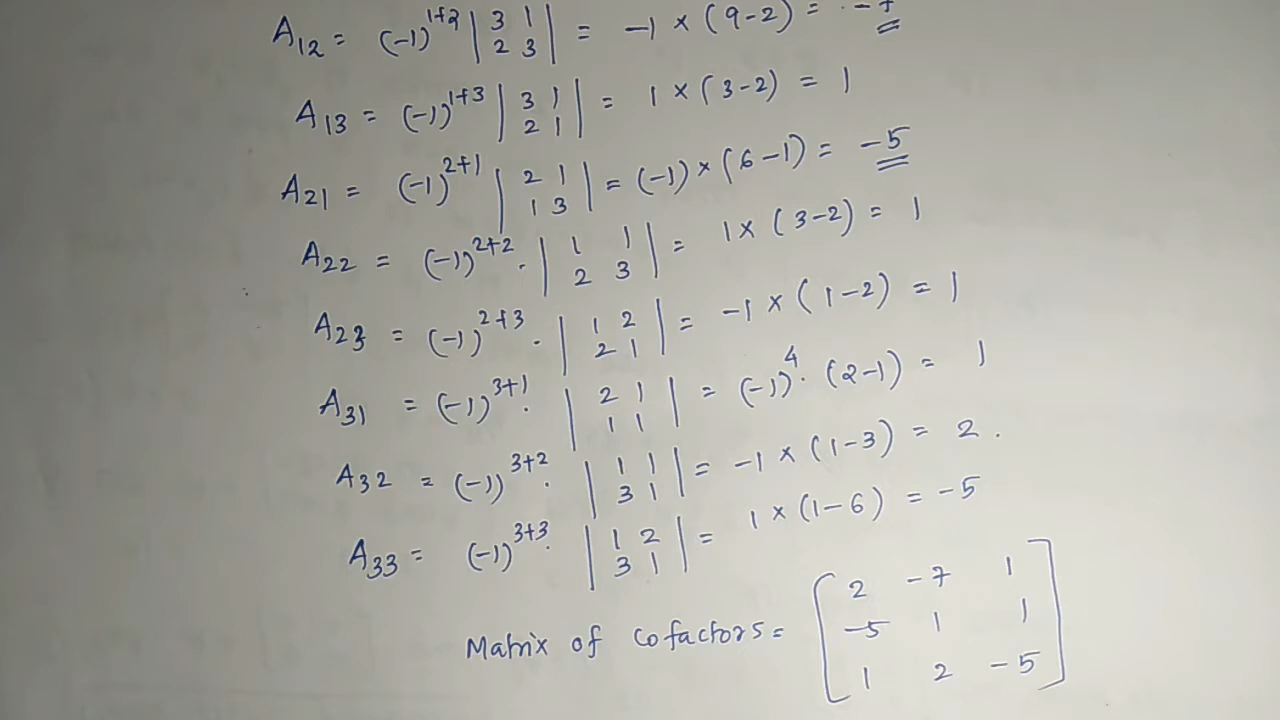 A12 = (-1)^1+2 | 3 1 | = -1 × (9-2) = -7
2 3
A13 = (-1)^1+3 | 3 1 | = 1 × (3-2) = 1
2 1
A21 = (-1)^2+1 | 2 1 | = (-1) × (6-1) = -5
1 3
A22 = (-1)^2+2 . | 1 1 | = 1 × (3-2) = 1
2 3
A23 = (-1)^2+3 . | 1 2 | = -1 × (1-2) = 1
2 1
A31 = (-1)^3+1 . | 2 1 | = (-1)^4 . (2-1) = 1
1 1
A32 = (-1)^3+2 . | 1 1 | = -1 × (1-3) = 2 .
3 1
A33 = (-1)^3+3 . | 1 2 | = 1 × (1-6) = -5
3 1
Matrix of cofactors = [ 2 -7 1
-5 1 1
1 2 -5 ]